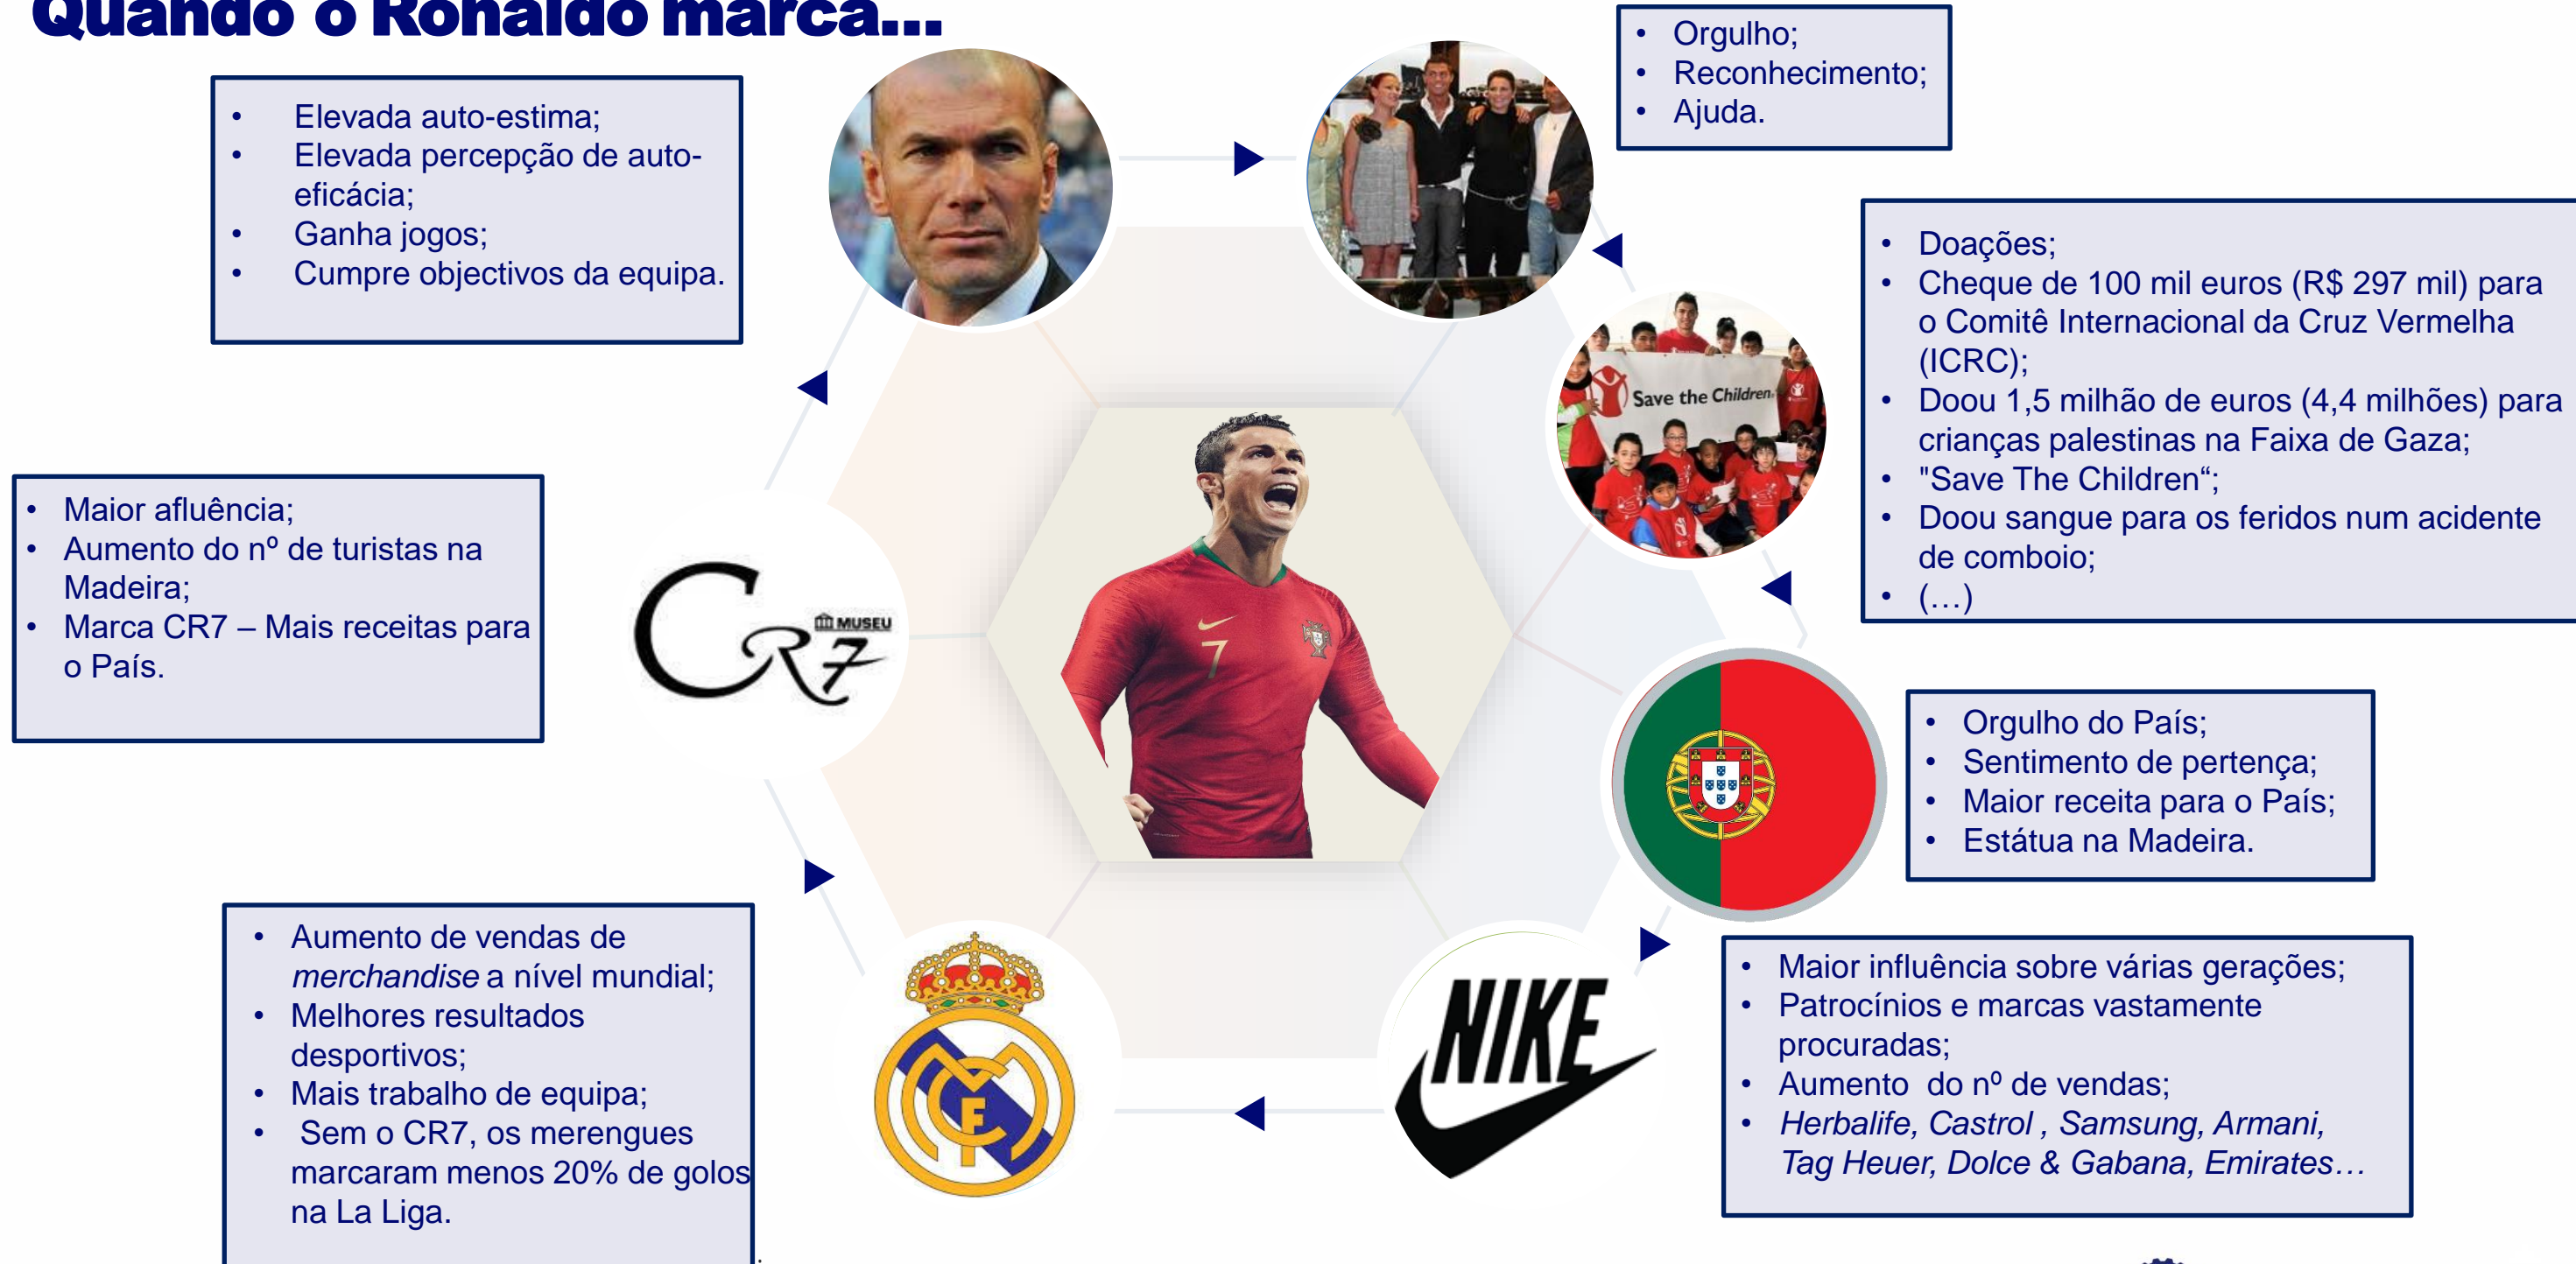 Quando o Ronaldo marca...
• Elevada auto-estima;
• Elevada percepção de auto-
eficácia;
• Ganha jogos;
• Cumpre objectivos da equipa.
• Orgulho;
• Reconhecimento;
• Ajuda.
• Doações;
• Cheque de 100 mil euros (R$ 297 mil) para
o Comitê Internacional da Cruz Vermelha
(ICRC);
• Doou 1,5 milhão de euros (4,4 milhões) para
crianças palestinas na Faixa de Gaza;
• "Save The Children“;
• Doou sangue para os feridos num acidente
de comboio;
• (…)
Save the Children.
• Maior afluência;
• Aumento do nº de turistas na
Madeira;
• Marca CR7 – Mais receitas para
o País.
CR7
MUSEU
7
• Orgulho do País;
• Sentimento de pertença;
• Maior receita para o País;
• Estátua na Madeira.
• Aumento de vendas de
merchandise a nível mundial;
• Melhores resultados
desportivos;
• Mais trabalho de equipa;
• Sem o CR7, os merengues
marcaram menos 20% de golos
na La Liga.
NIKE
• Maior influência sobre várias gerações;
• Patrocínios e marcas vastamente
procuradas;
• Aumento  do nº de vendas;
• Herbalife, Castrol , Samsung, Armani,
Tag Heuer, Dolce & Gabana, Emirates…